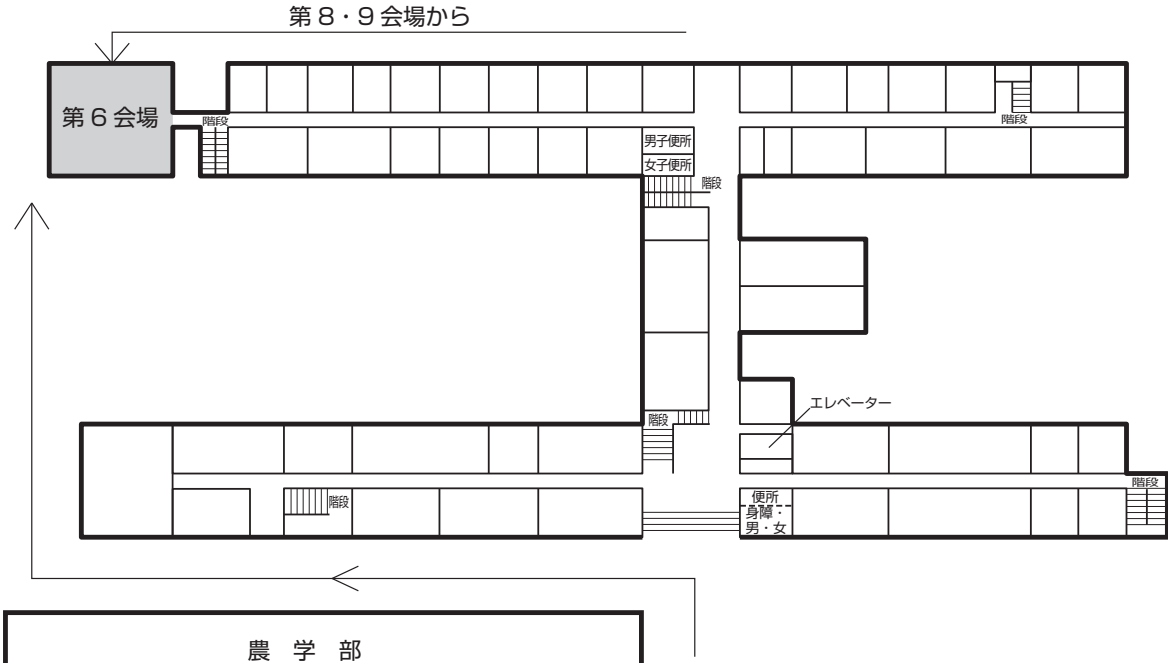 第８・９会場から
第６会場
階段
階段
男子便所
女子便所
階段
エレベーター
階段
階段
便所
身障・
男・女
階段
農 学 部